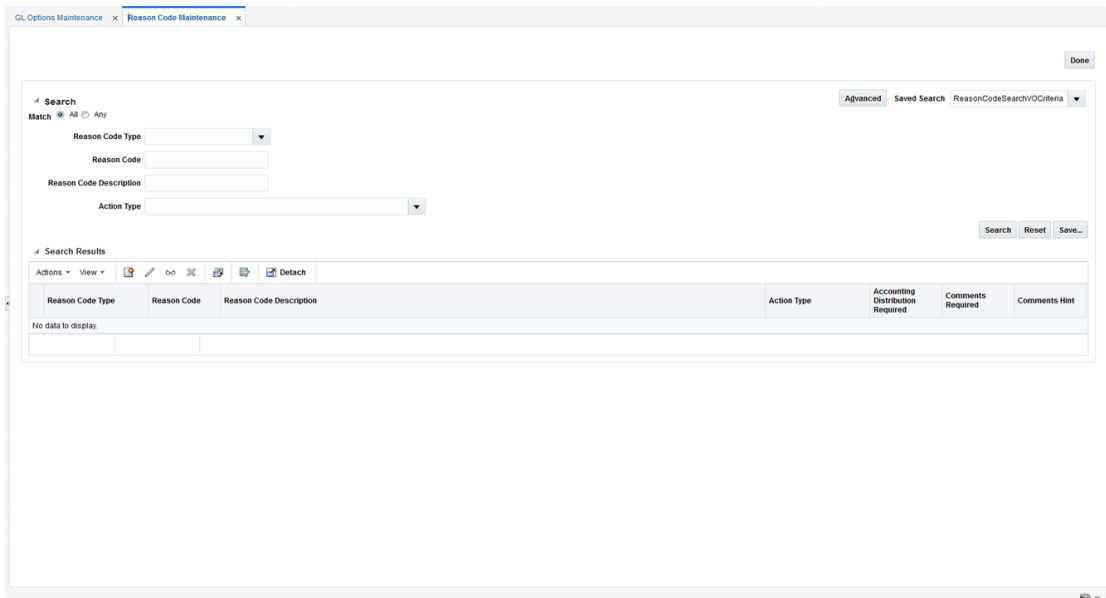 GL Options Maintenance × Reason Code Maintenance ×
Done
Search
Advanced Saved Search ReasonCodeSearchVOCriteria
Match All Any
Reason Code Type
Reason Code
Reason Code Description
Action Type
Search Reset Save...
Search Results
Actions View Detach
Reason Code Type Reason Code Reason Code Description Action Type Accounting Distribution Required Comments Required Comments Hint
No data to display.